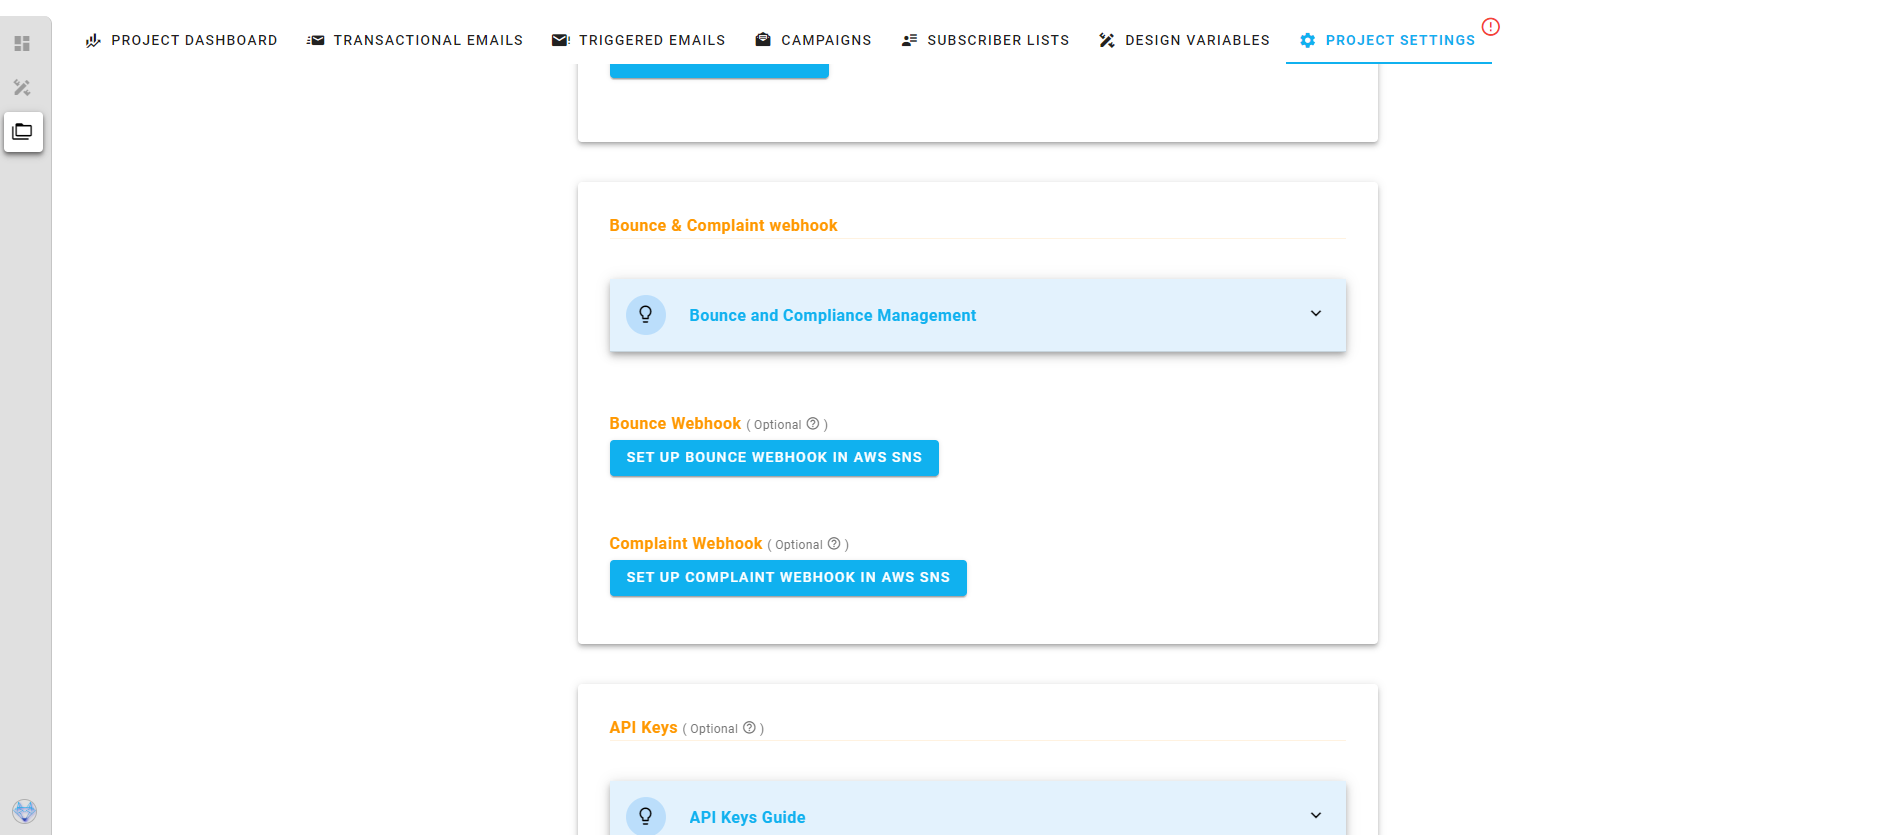 PROJECT DASHBOARD TRANSACTIONAL EMAILS TRIGGERED EMAILS CAMPAIGNS SUBSCRIBER LISTS DESIGN VARIABLES PROJECT SETTINGS
Bounce & Complaint webhook
Bounce and Compliance Management
Bounce Webhook ( Optional )
SET UP BOUNCE WEBHOOK IN AWS SNS
Complaint Webhook ( Optional )
SET UP COMPLAINT WEBHOOK IN AWS SNS
API Keys ( Optional )
API Keys Guide